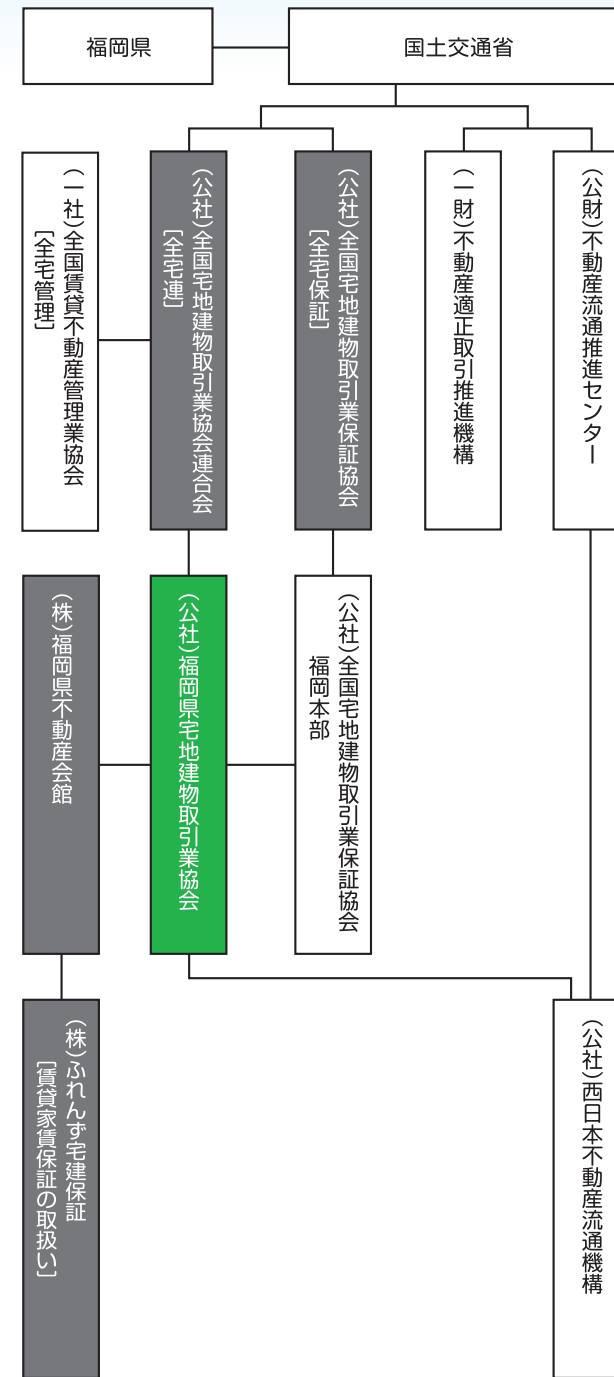 福岡県
国土交通省
(一社)全国賃貸不動産管理業協会
[全宅管理]
(公社)全国宅地建物取引業協会連合会
[全宅連]
(公社)全国宅地建物取引業保証協会
[全宅保証]
(一財)不動産適正取引推進機構
(公財)不動産流通推進センター
(株)福岡県不動産会館
(公社)福岡県宅地建物取引業協会
(公社)全国宅地建物取引業保証協会
福岡本部
(株)ふれんず宅建保証
[賃貸家賃保証の取扱い]
(公社)西日本不動産流通機構